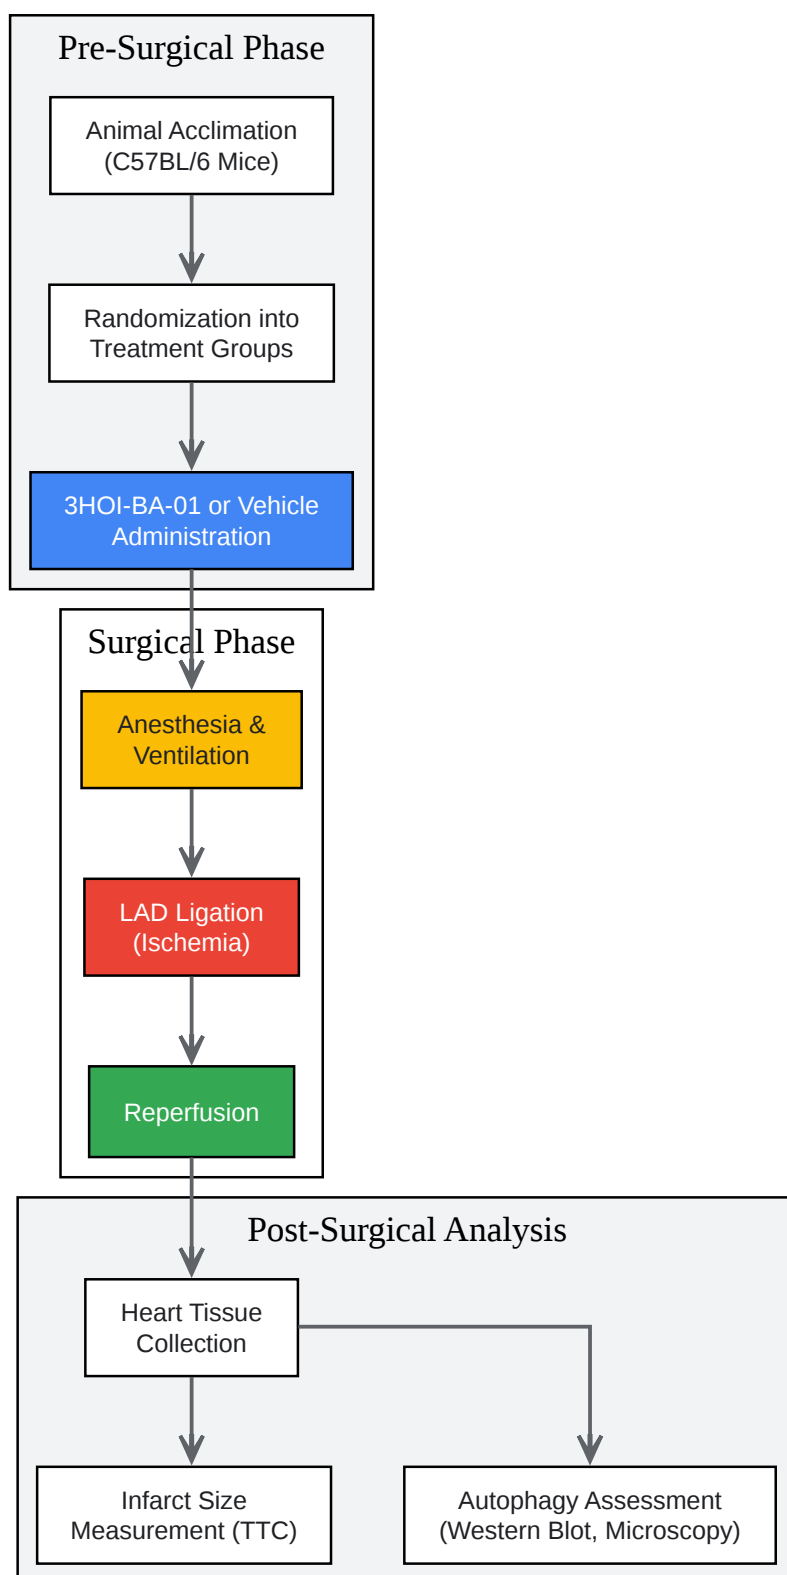 Pre-Surgical Phase
Animal Acclimation
(C57BL/6 Mice)
Randomization into
Treatment Groups
3HOI-BA-01 or Vehicle
Administration
Surgical Phase
Anesthesia &
Ventilation
LAD Ligation
(Ischemia)
Reperfusion
Post-Surgical Analysis
Heart Tissue
Collection
Infarct Size
Measurement (TTC)
Autophagy Assessment
(Western Blot, Microscopy)